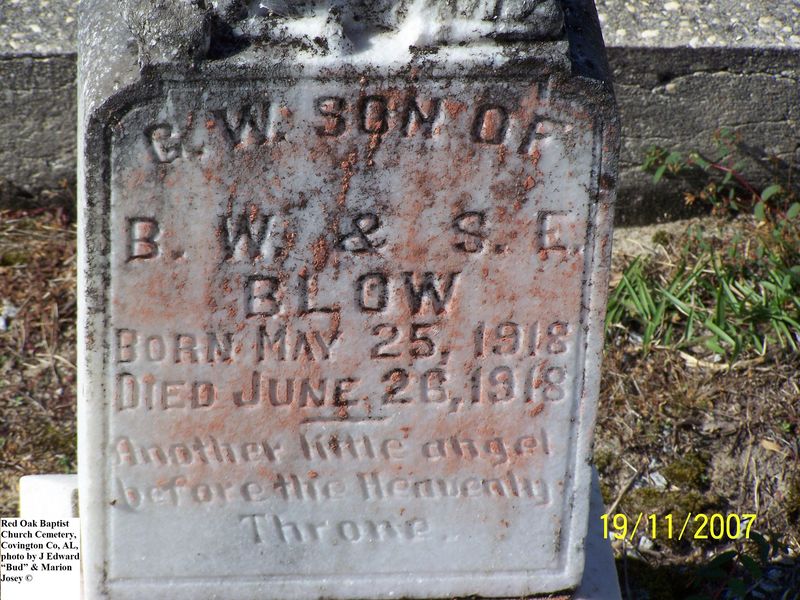 G. W. SON OF
B. W. & S. E.
BLOW
BORN MAY 25, 1918
DIED JUNE 26, 1918
Another little angel
before the Heavenly
Throne
Red Oak Baptist
Church Cemetery,
Covington Co, AL,
photo by J Edward
"Bud" & Marion
Josey ©
19/11/2007